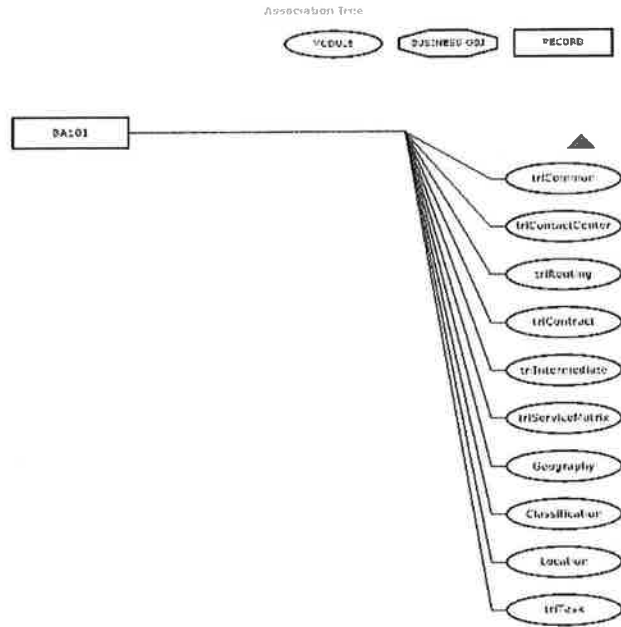 Association Tree
MODULE
BUSINESS OBJ
RECORD
BA101
triCommon
triContactCenter
triRouting
triContract
triIntermediate
triServiceMatrix
Geography
Classification
Location
triTask